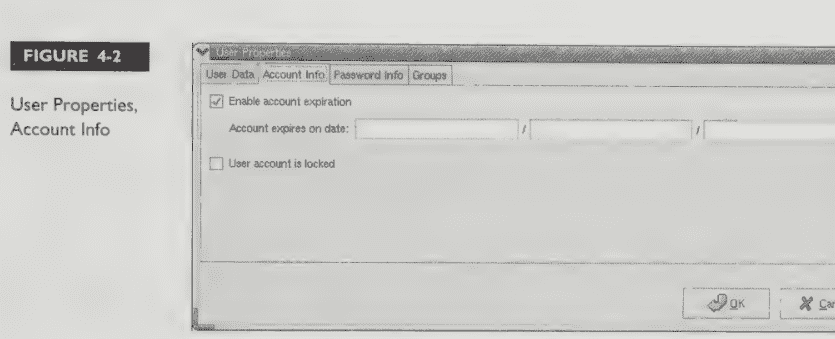 FIGURE 4-2
User Properties,
Account Info
User Properties
User Data Account Info Password Info Groups
Enable account expiration
Account expires on date: / /
User account is locked
OK